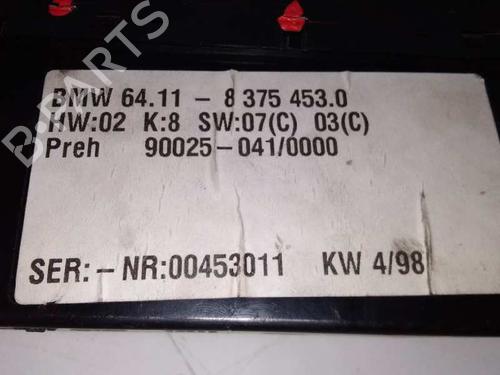 BMW 64.11 - 8 375 453.0
HW:02 K:8 SW:07(C) 03(C)
Preh 90025-041/0000
SER:-NR:00453011 KW 4/98
B-PARTS